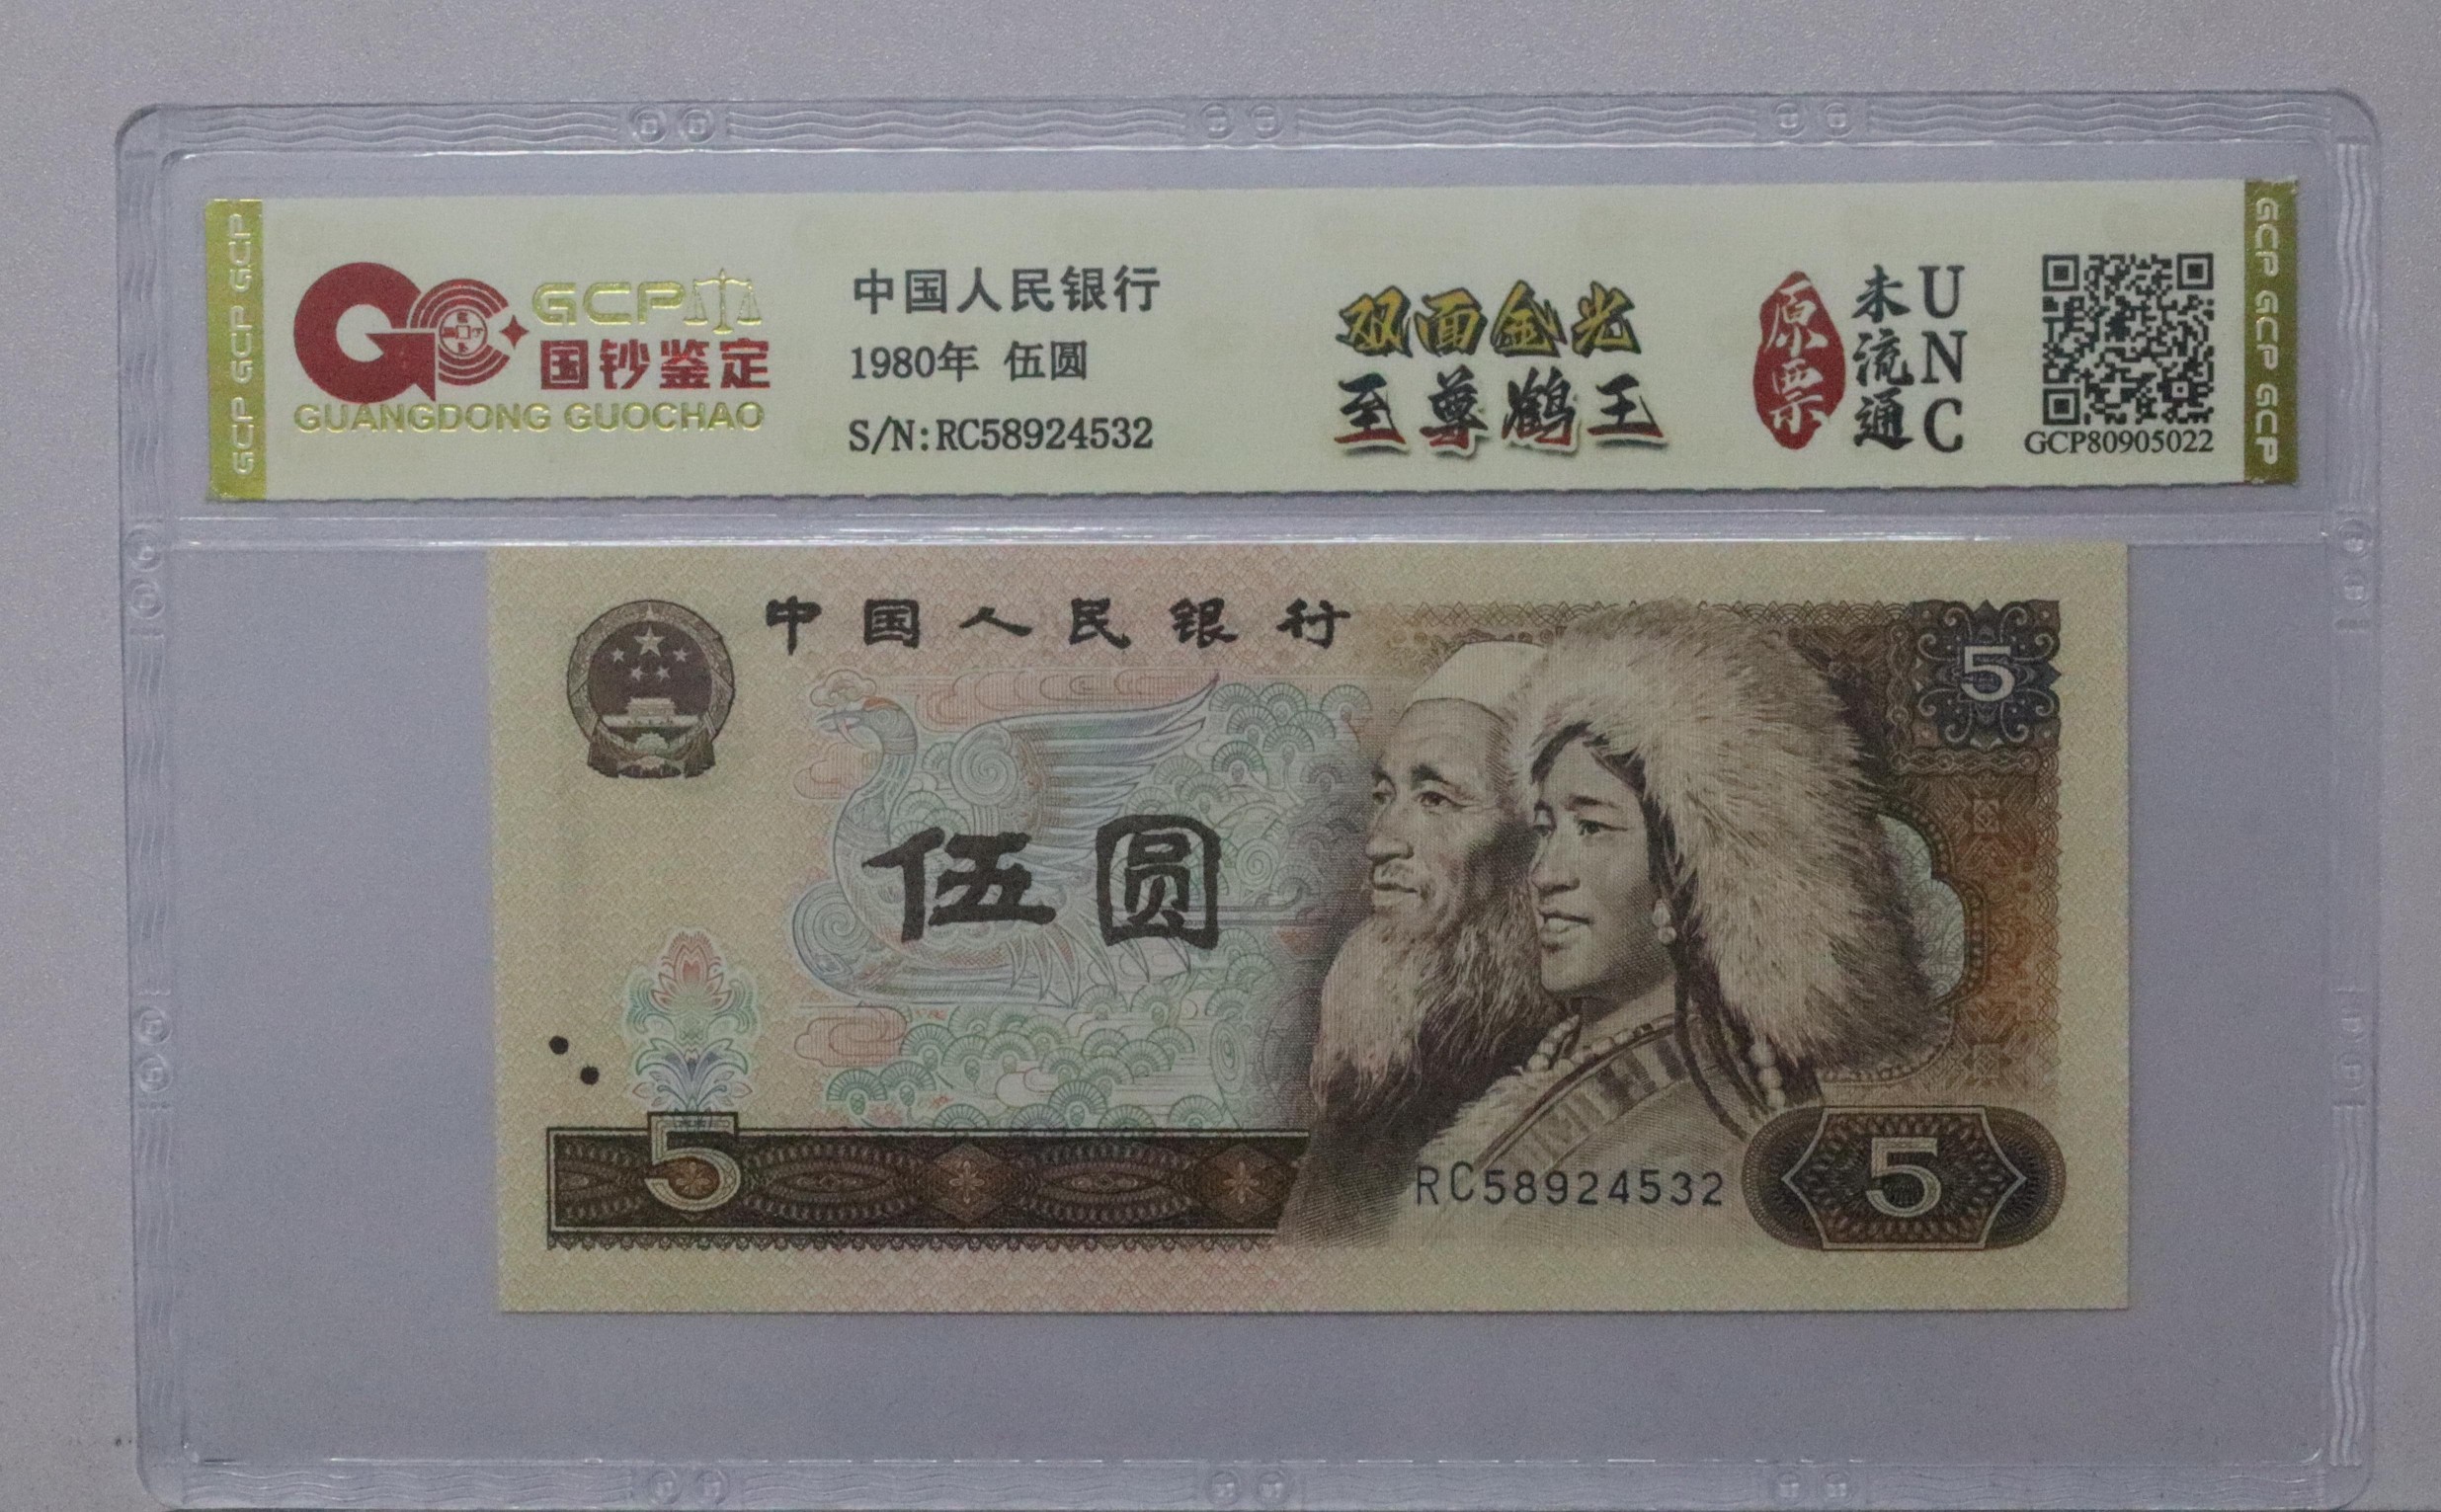 GCP GCP GCP
GCP
国钞鉴定
GUANGDONG GUOCHAO
中国人民银行
1980年 伍圆
S/N:RC58924532
双面金光
至尊鹤王
原票
未流通
UNC
GCP80905022
GCP GCP GCP
中国人民银行
5
伍圆
5
RC58924532
5